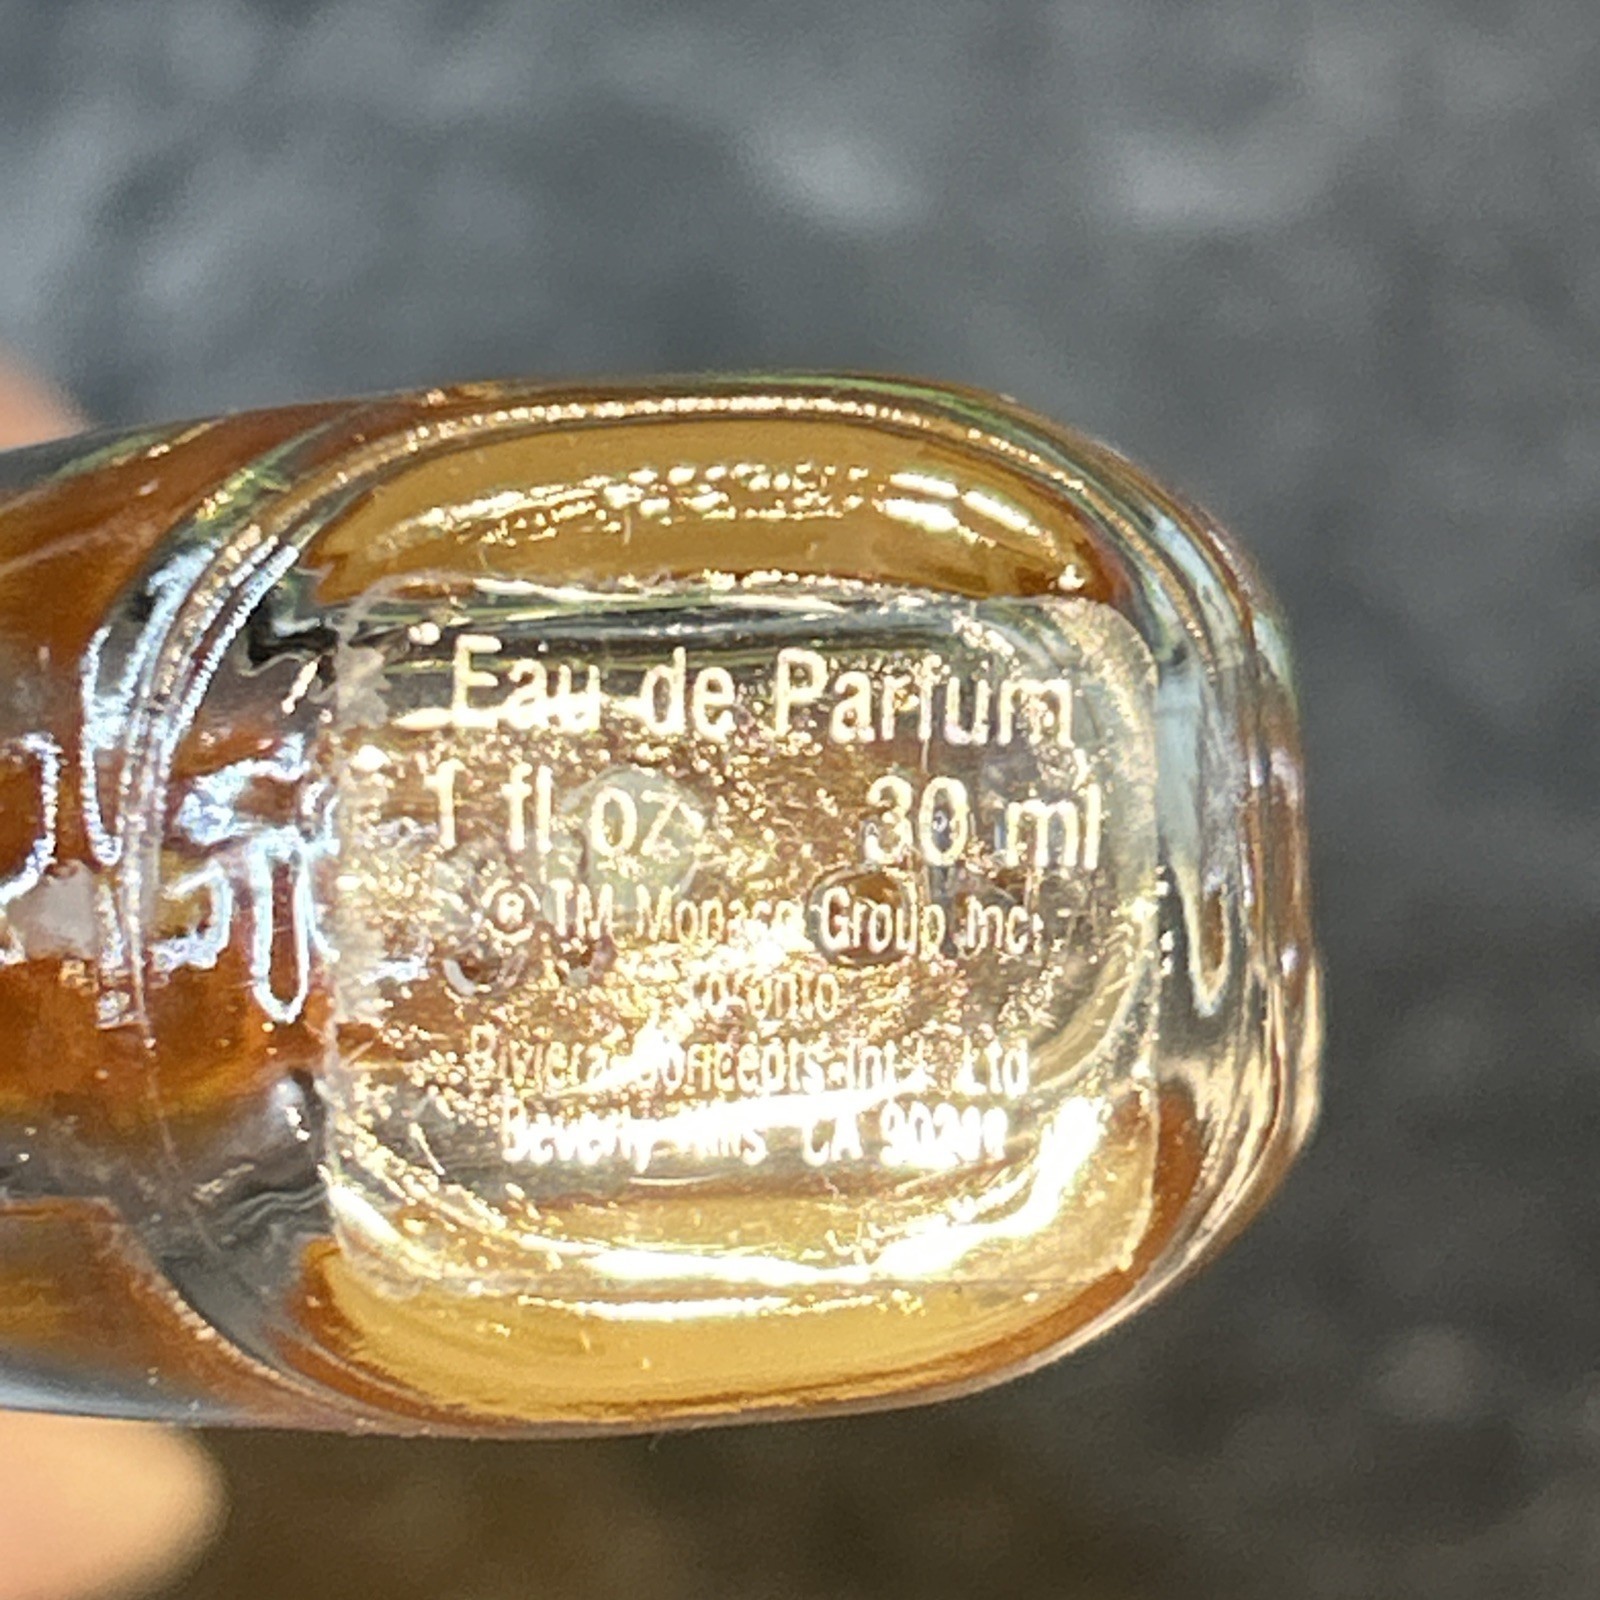 Eau de Parfum
1 fl oz 30 ml
® TM Monaco Group Inc.
Toronto
Riviera Concepts Int'l Ltd
Beverly Hills CA